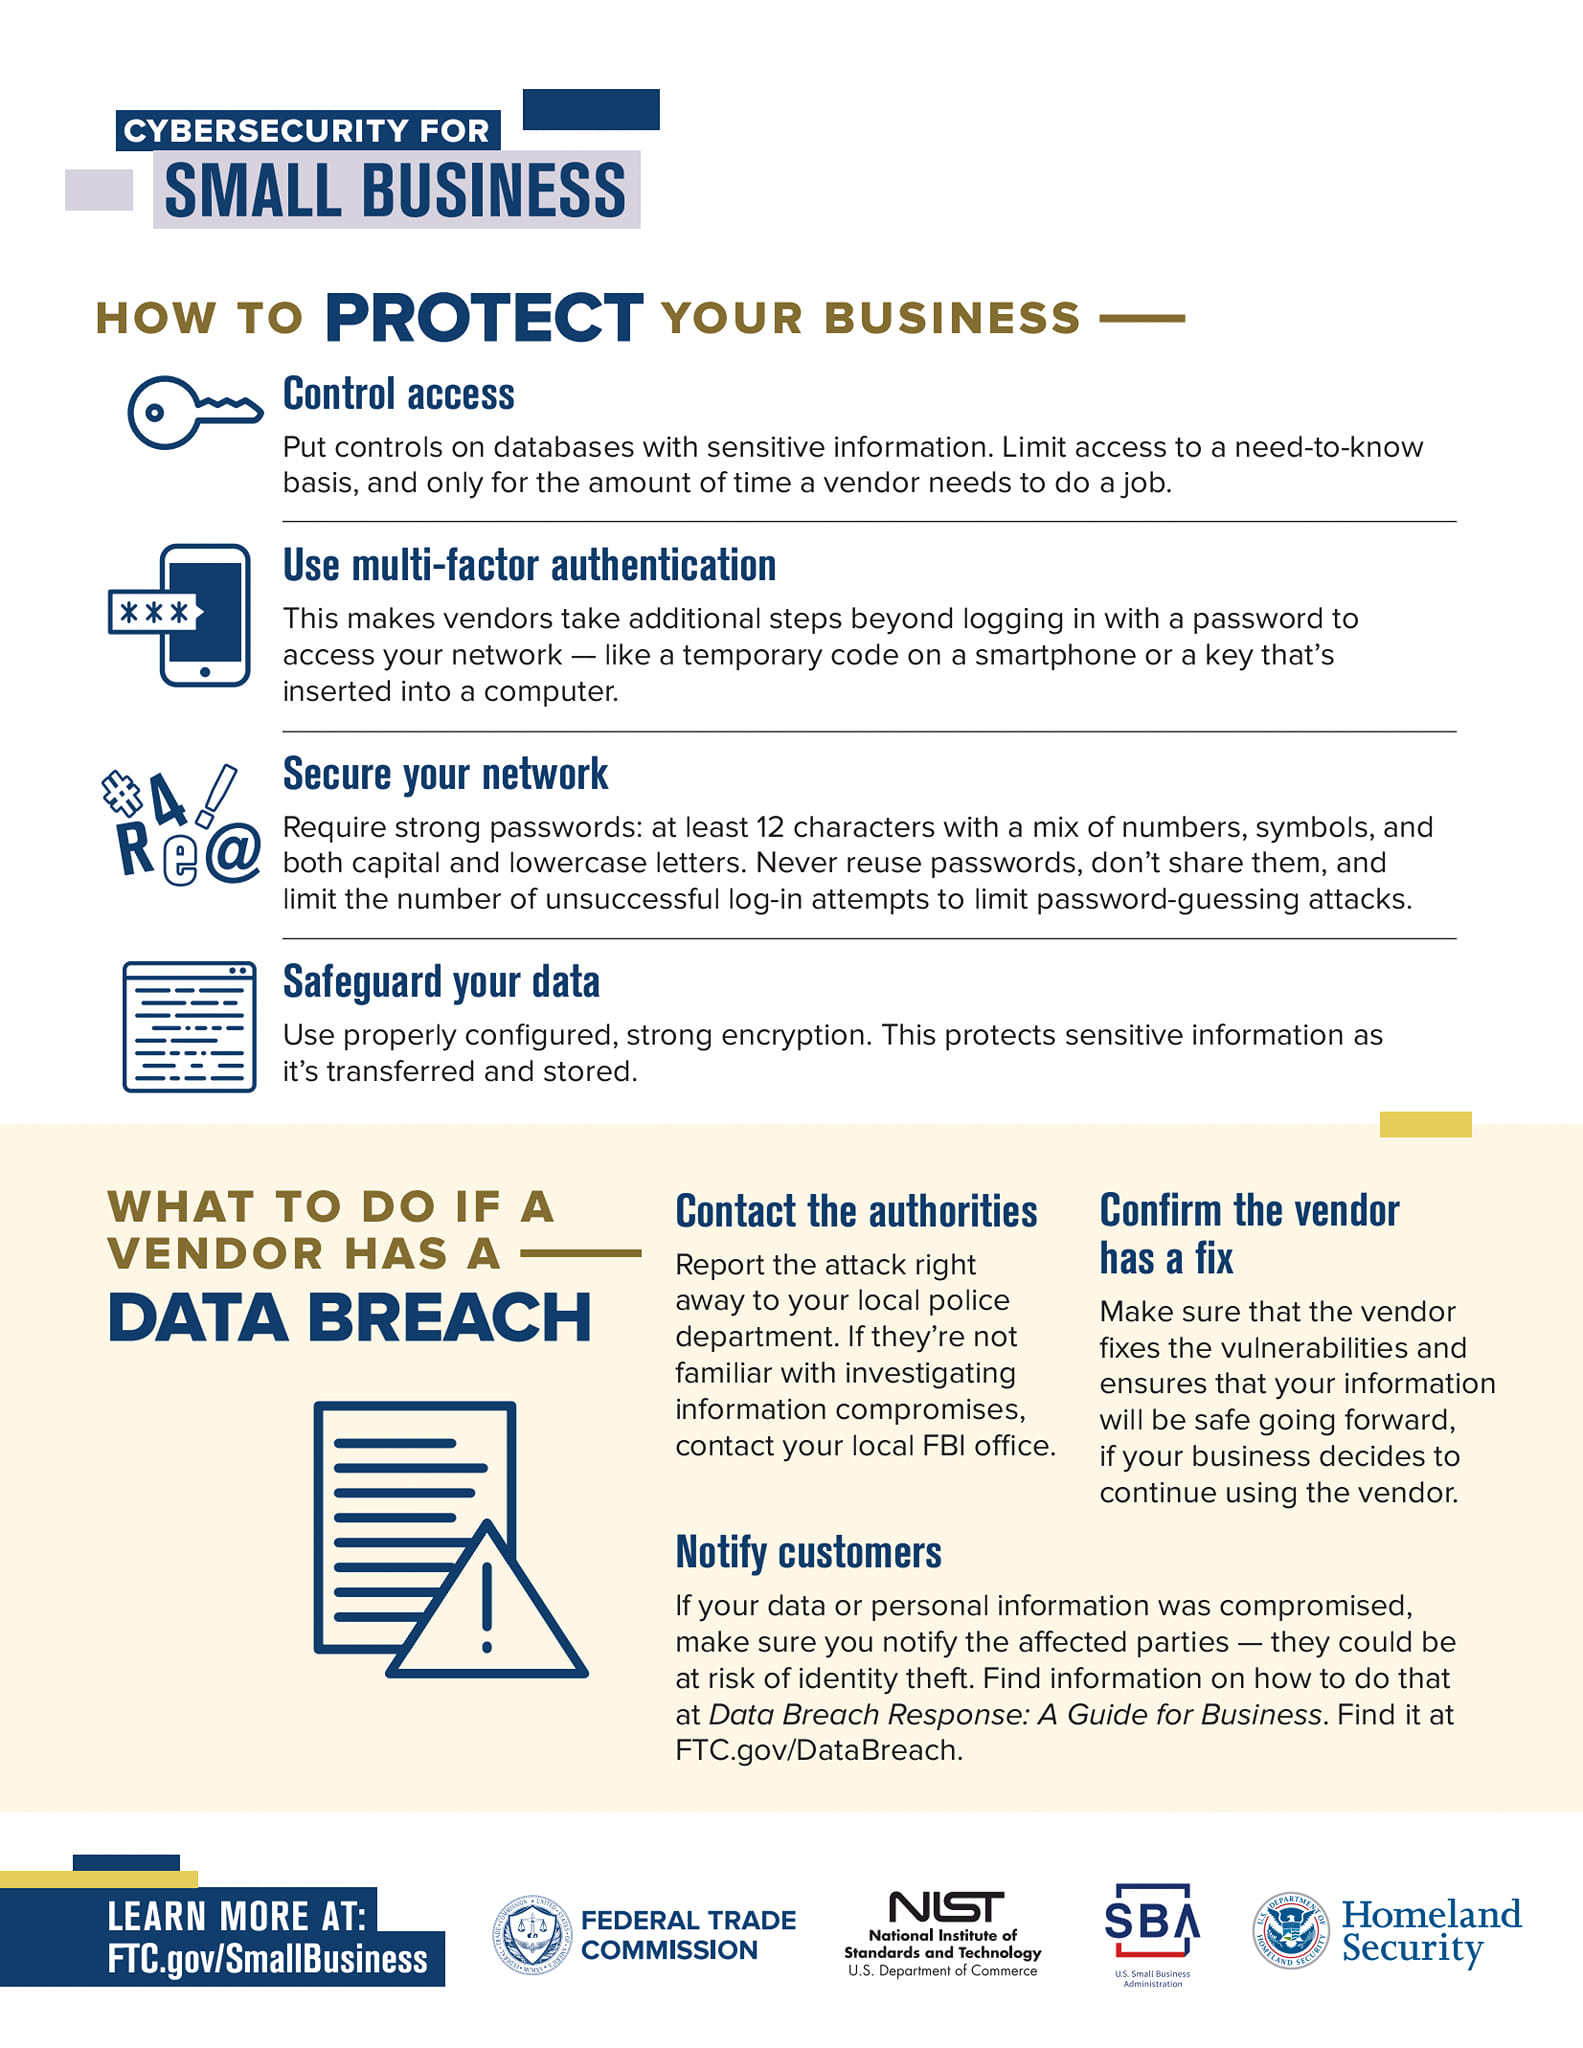 CYBERSECURITY FOR
SMALL BUSINESS
HOW TO PROTECT YOUR BUSINESS
Control access
Put controls on databases with sensitive information. Limit access to a need-to-know
basis, and only for the amount of time a vendor needs to do a job.
***
Use multi-factor authentication
This makes vendors take additional steps beyond logging in with a password to
access your network — like a temporary code on a smartphone or a key that’s
inserted into a computer.
#4!
Re@
Secure your network
Require strong passwords: at least 12 characters with a mix of numbers, symbols, and
both capital and lowercase letters. Never reuse passwords, don’t share them, and
limit the number of unsuccessful log-in attempts to limit password-guessing attacks.
Safeguard your data
Use properly configured, strong encryption. This protects sensitive information as
it’s transferred and stored.
WHAT TO DO IF A
VENDOR HAS A
DATA BREACH
Contact the authorities
Report the attack right
away to your local police
department. If they’re not
familiar with investigating
information compromises,
contact your local FBI office.
Confirm the vendor
has a fix
Make sure that the vendor
fixes the vulnerabilities and
ensures that your information
will be safe going forward,
if your business decides to
continue using the vendor.
Notify customers
If your data or personal information was compromised,
make sure you notify the affected parties — they could be
at risk of identity theft. Find information on how to do that
at Data Breach Response: A Guide for Business. Find it at
FTC.gov/DataBreach.
LEARN MORE AT:
FTC.gov/SmallBusiness
FEDERAL TRADE
COMMISSION
NIST
National Institute of
Standards and Technology
U.S. Department of Commerce
SBA
U.S. Small Business
Administration
U.S. DEPARTMENT OF
HOMELAND SECURITY
Homeland
Security